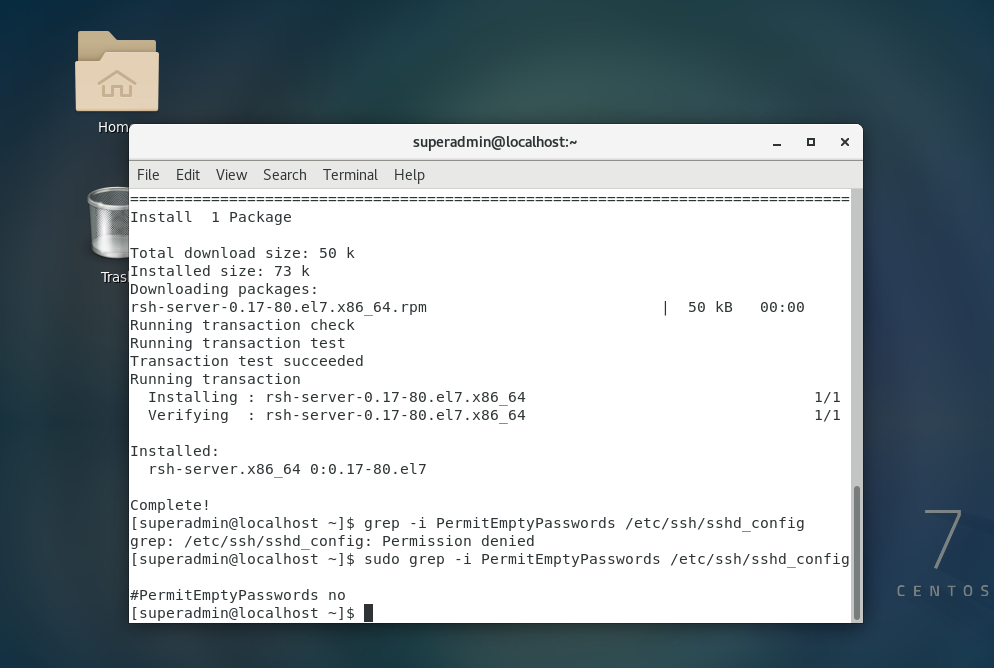 Home
Trash
superadmin@localhost:~
File Edit View Search Terminal Help
================================================================================
Install  1 Package
Total download size: 50 k
Installed size: 73 k
Downloading packages:
rsh-server-0.17-80.el7.x86_64.rpm                          |  50 kB   00:00
Running transaction check
Running transaction test
Transaction test succeeded
Running transaction
  Installing : rsh-server-0.17-80.el7.x86_64                                1/1
  Verifying  : rsh-server-0.17-80.el7.x86_64                                1/1
Installed:
  rsh-server.x86_64 0:0.17-80.el7
Complete!
[superadmin@localhost ~]$ grep -i PermitEmptyPasswords /etc/ssh/sshd_config
grep: /etc/ssh/sshd_config: Permission denied
[superadmin@localhost ~]$ sudo grep -i PermitEmptyPasswords /etc/ssh/sshd_config
#PermitEmptyPasswords no
[superadmin@localhost ~]$
7
CENTOS